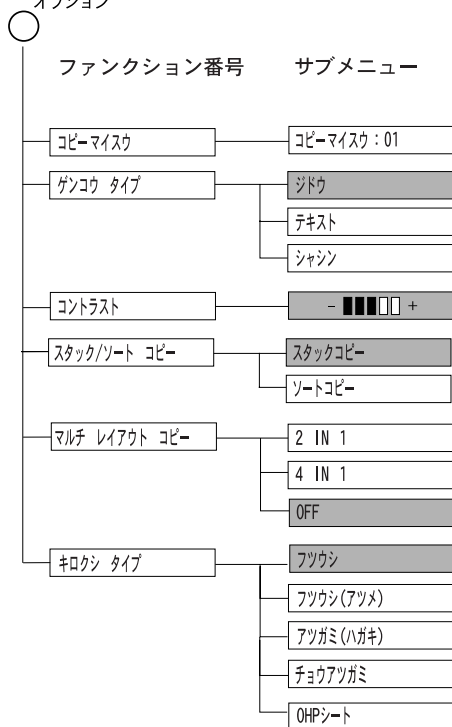 オプション
ファンクション番号 サブメニュー
コピーマイスウ コピーマイスウ：01
ゲンコウ タイプ ジドウ
テキスト
シャシン
コントラスト - +
スタック/ソート コピー スタックコピー
ソートコピー
マルチ レイアウト コピー 2 IN 1
4 IN 1
OFF
キロクシ タイプ フツウシ
フツウシ(アツメ)
アツガミ(ハガキ)
チョウアツガミ
OHPシート